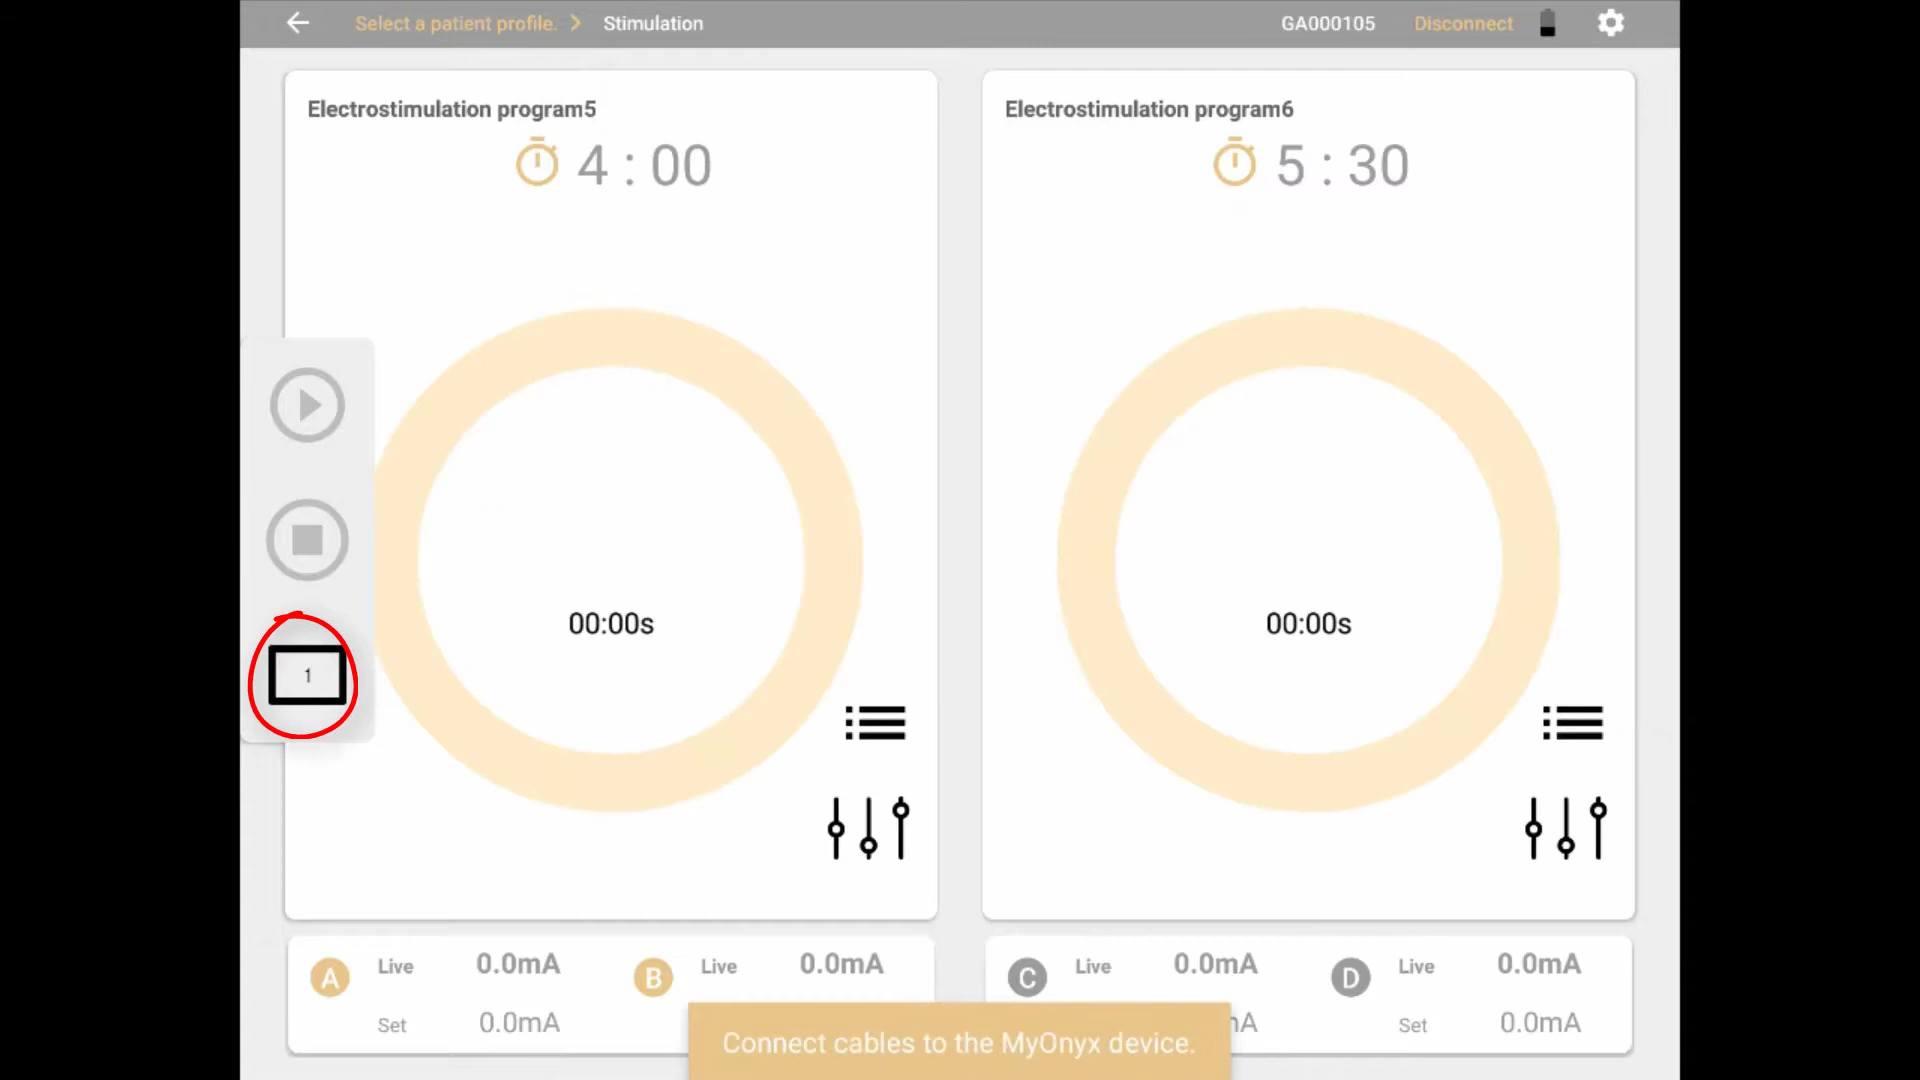 Select a patient profile. > Stimulation
GA000105 Disconnect
Electrostimulation program5
4 : 00
00:00s
Electrostimulation program6
5 : 30
00:00s
1
A Live 0.0mA
Set 0.0mA
B Live 0.0mA
C Live 0.0mA
D Live 0.0mA
Set 0.0mA
Connect cables to the MyOnyx device.